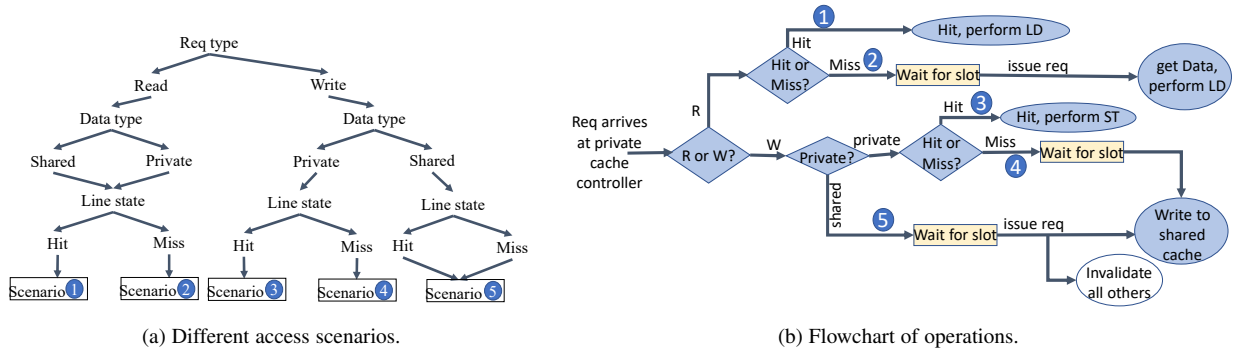 Req type
Read
Write
Data type
Data type
Shared
Private
Private
Shared
Line state
Line state
Line state
Hit
Miss
Hit
Miss
Hit
Miss
Scenario 1
Scenario 2
Scenario 3
Scenario 4
Scenario 5
(a) Different access scenarios.
Req arrives
at private
cache
controller
R or W?
R
Hit or
Miss?
1
Hit
Hit, perform LD
Miss
2
Wait for slot
issue req
get Data,
perform LD
W
Private?
private
Hit or
Miss?
Hit
3
Hit, perform ST
Miss
4
Wait for slot
shared
5
Wait for slot
issue req
Write to
shared
cache
Invalidate
all others
(b) Flowchart of operations.